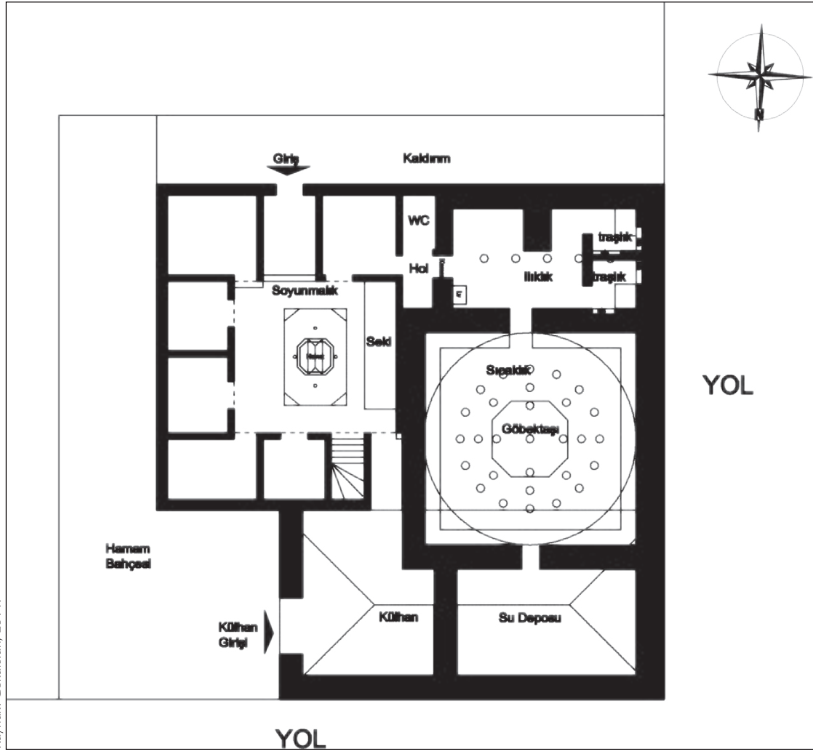 N
Giriş
Kaldırım
WC
Hol
traşlık
Ilıklık
traşlık
Soyunmalık
Seki
Havuz
Sıcaklık
Göbektaşı
YOL
Hamam
Bahçesi
Külhan
Girişi
Külhan
Su Deposu
YOL